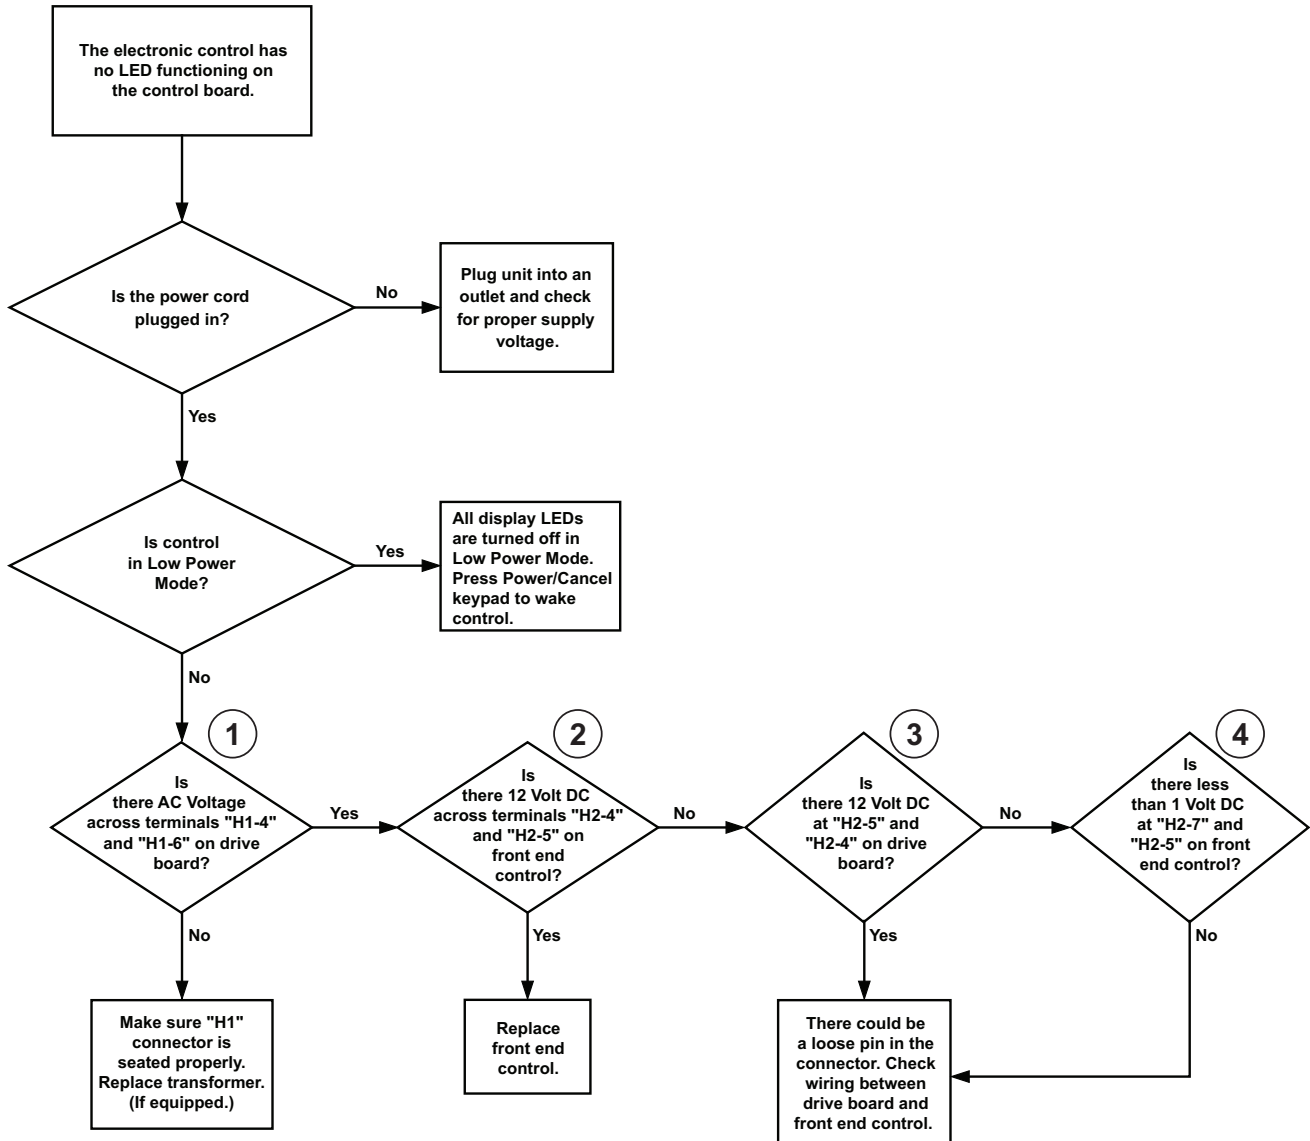 The electronic control has
no LED functioning on
the control board.
Is the power cord
plugged in?
No
Plug unit into an
outlet and check
for proper supply
voltage.
Yes
Is control
in Low Power
Mode?
Yes
All display LEDs
are turned off in
Low Power Mode.
Press Power/Cancel
keypad to wake
control.
No
1
Is
there AC Voltage
across terminals "H1-4"
and "H1-6" on drive
board?
Yes
2
Is
there 12 Volt DC
across terminals "H2-4"
and "H2-5" on
front end
control?
No
3
Is
there 12 Volt DC
at "H2-5" and
"H2-4" on drive
board?
No
4
Is
there less
than 1 Volt DC
at "H2-7" and
"H2-5" on front
end control?
No
Make sure "H1"
connector is
seated properly.
Replace transformer.
(If equipped.)
Yes
Replace
front end
control.
Yes
There could be
a loose pin in the
connector. Check
wiring between
drive board and
front end control.
No